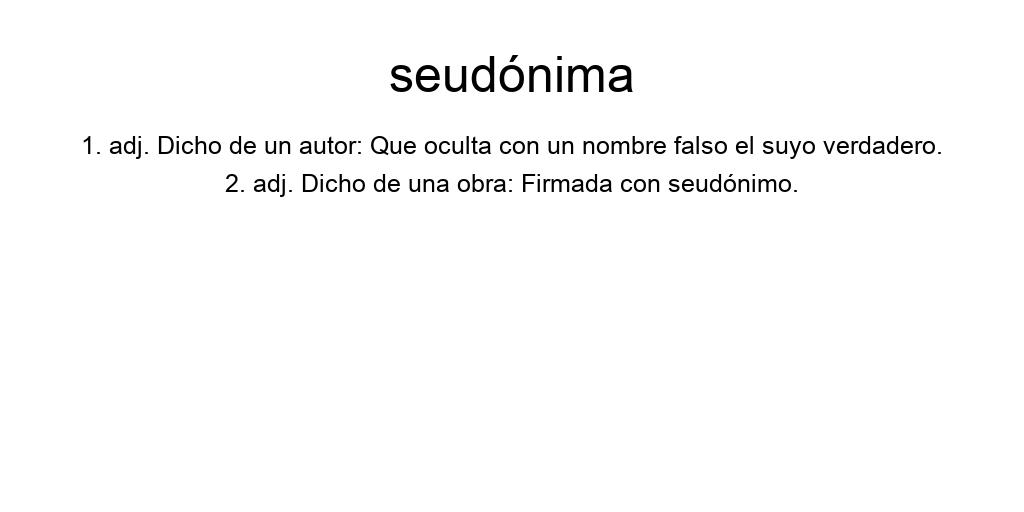 seudónima
1. adj. Dicho de un autor: Que oculta con un nombre falso el suyo verdadero.
2. adj. Dicho de una obra: Firmada con seudónimo.